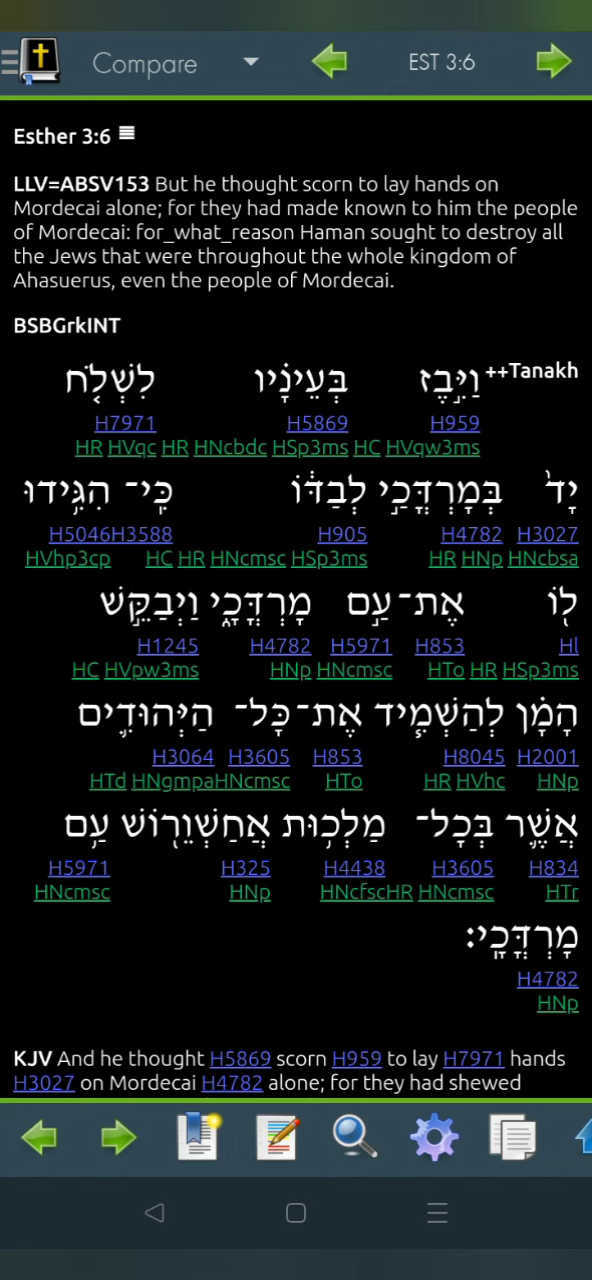 Compare
EST 3:6
Esther 3:6
LLV=ABSV153 But he thought scorn to lay hands on
Mordecai alone; for they had made known to him the people
of Mordecai: for_what_reason Haman sought to destroy all
the Jews that were throughout the whole kingdom of
Ahasuerus, even the people of Mordecai.
BSBGrkINT
++Tanakh וַיִּ֣בֶז בְּעֵינָ֗יו לִשְׁלֹ֤ח
H959 H5869 H7971
HR HVqc HR HNcbdc HSp3ms HC HVqw3ms
יָד֙ בְּמָרְדֳּכַ֣י לְבַדּ֔וֹ כִּֽי־ הִגִּ֥ידוּ
H3027 H4782 H905 H5046H3588
HVhp3cp HC HR HNcmsc HSp3ms HR HNp HNcbsa
ל֖וֹ אֶת־ עַ֣ם מָרְדֳּכָ֑י וַיְבַקֵּ֣שׁ
Hl H853 H5971 H4782 H1245
HC HVpw3ms HNp HNcmsc HTo HR HSp3ms
הָמָ֗ן לְהַשְׁמִ֧יד אֶת־ כָּל־ הַיְּהוּדִ֛ים
H2001 H8045 H853 H3605 H3064
HTd HNgmpaHNcmsc HTo HR HVhc HNp
אֲשֶׁ֛ר בְּכָל־ מַלְכ֥וּת אֲחַשְׁוֵר֖וֹשׁ עַ֥ם
H834 H3605 H4438 H325 H5971
HNcmsc HNp HNcfscHR HNcmsc HTr
מָרְדֳּכָֽי׃
H4782
HNp
KJV And he thought H5869 scorn H959 to lay H7971 hands
H3027 on Mordecai H4782 alone; for they had shewed